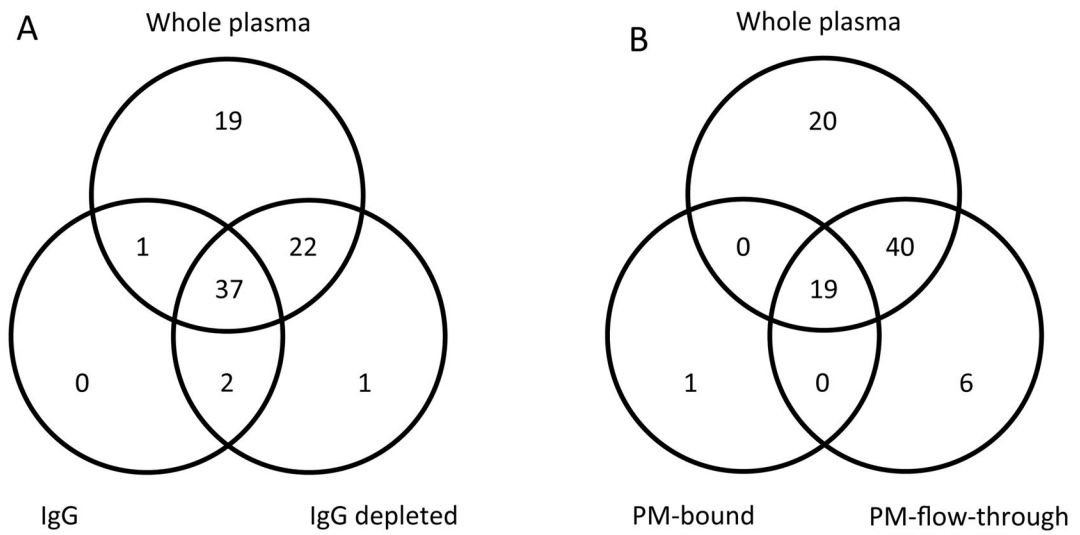 A
Whole plasma
19
1
22
37
0
2
1
IgG
IgG depleted
B
Whole plasma
20
0
40
19
1
0
6
PM-bound
PM-flow-through